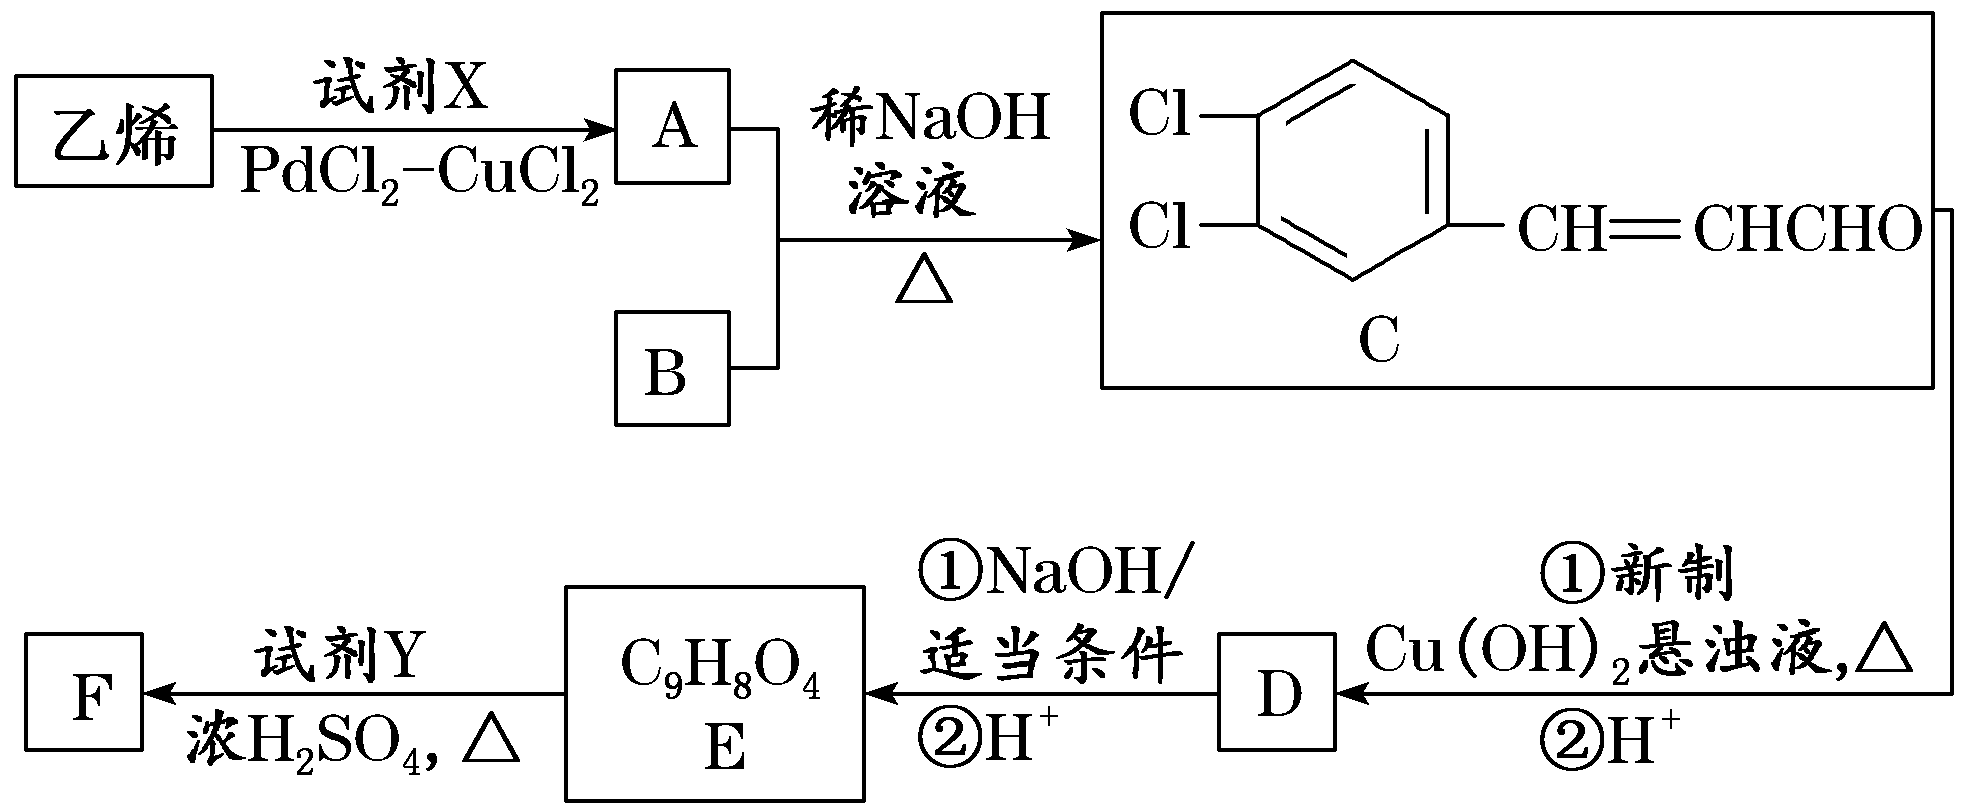 乙烯
试剂X
PdCl₂-CuCl₂
A
B
稀NaOH
溶液
△
Cl
Cl
CH=CHCHO
C
①新制
Cu(OH)₂悬浊液,△
②H⁺
D
①NaOH/
适当条件
②H⁺
C₉H₈O₄
E
试剂Y
浓H₂SO₄,△
F